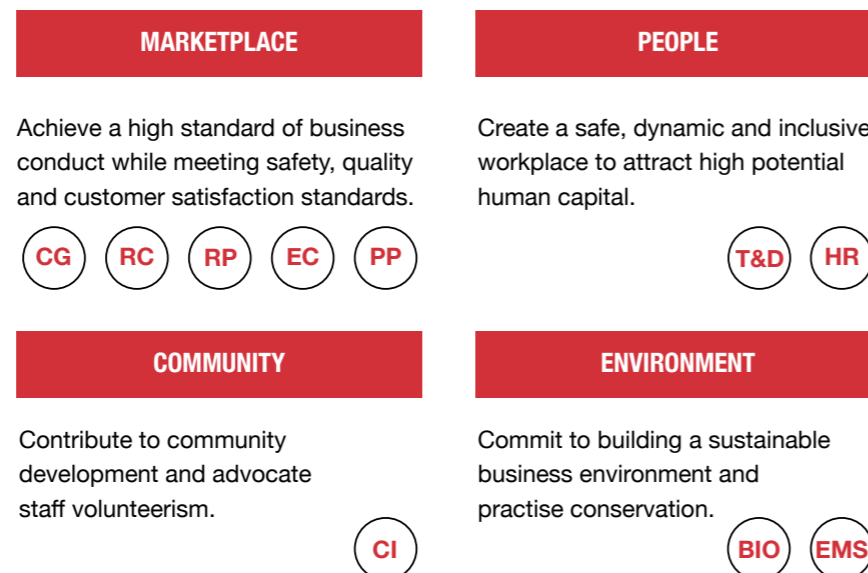 MARKETPLACE
Achieve a high standard of business
conduct while meeting safety, quality
and customer satisfaction standards.
CG RC RP EC PP
PEOPLE
Create a safe, dynamic and inclusive
workplace to attract high potential
human capital.
T&D HR
COMMUNITY
Contribute to community
development and advocate
staff volunteerism.
CI
ENVIRONMENT
Commit to building a sustainable
business environment and
practise conservation.
BIO EMS